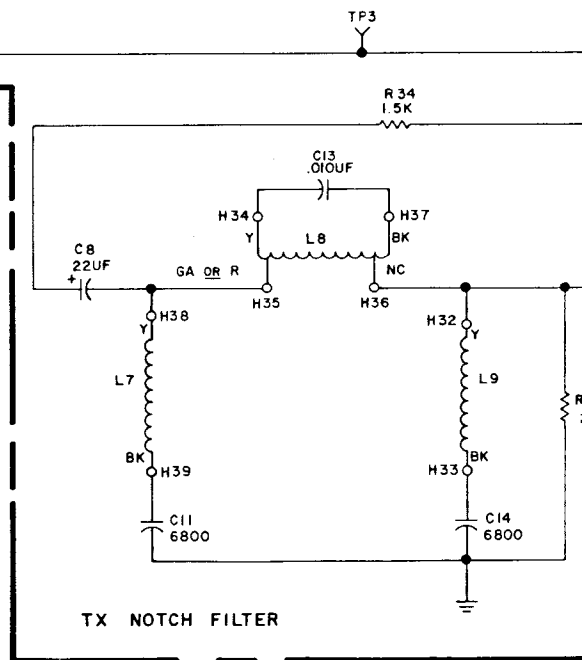 TP3
R34
1.5K
C13
.010UF
H34
H37
Y
L8
BK
C8
22UF
+
GA OR R
NC
H35
H36
H38
Y
H32
Y
L7
L9
BK
H39
BK
H33
C11
6800
C14
6800
R
TX NOTCH FILTER